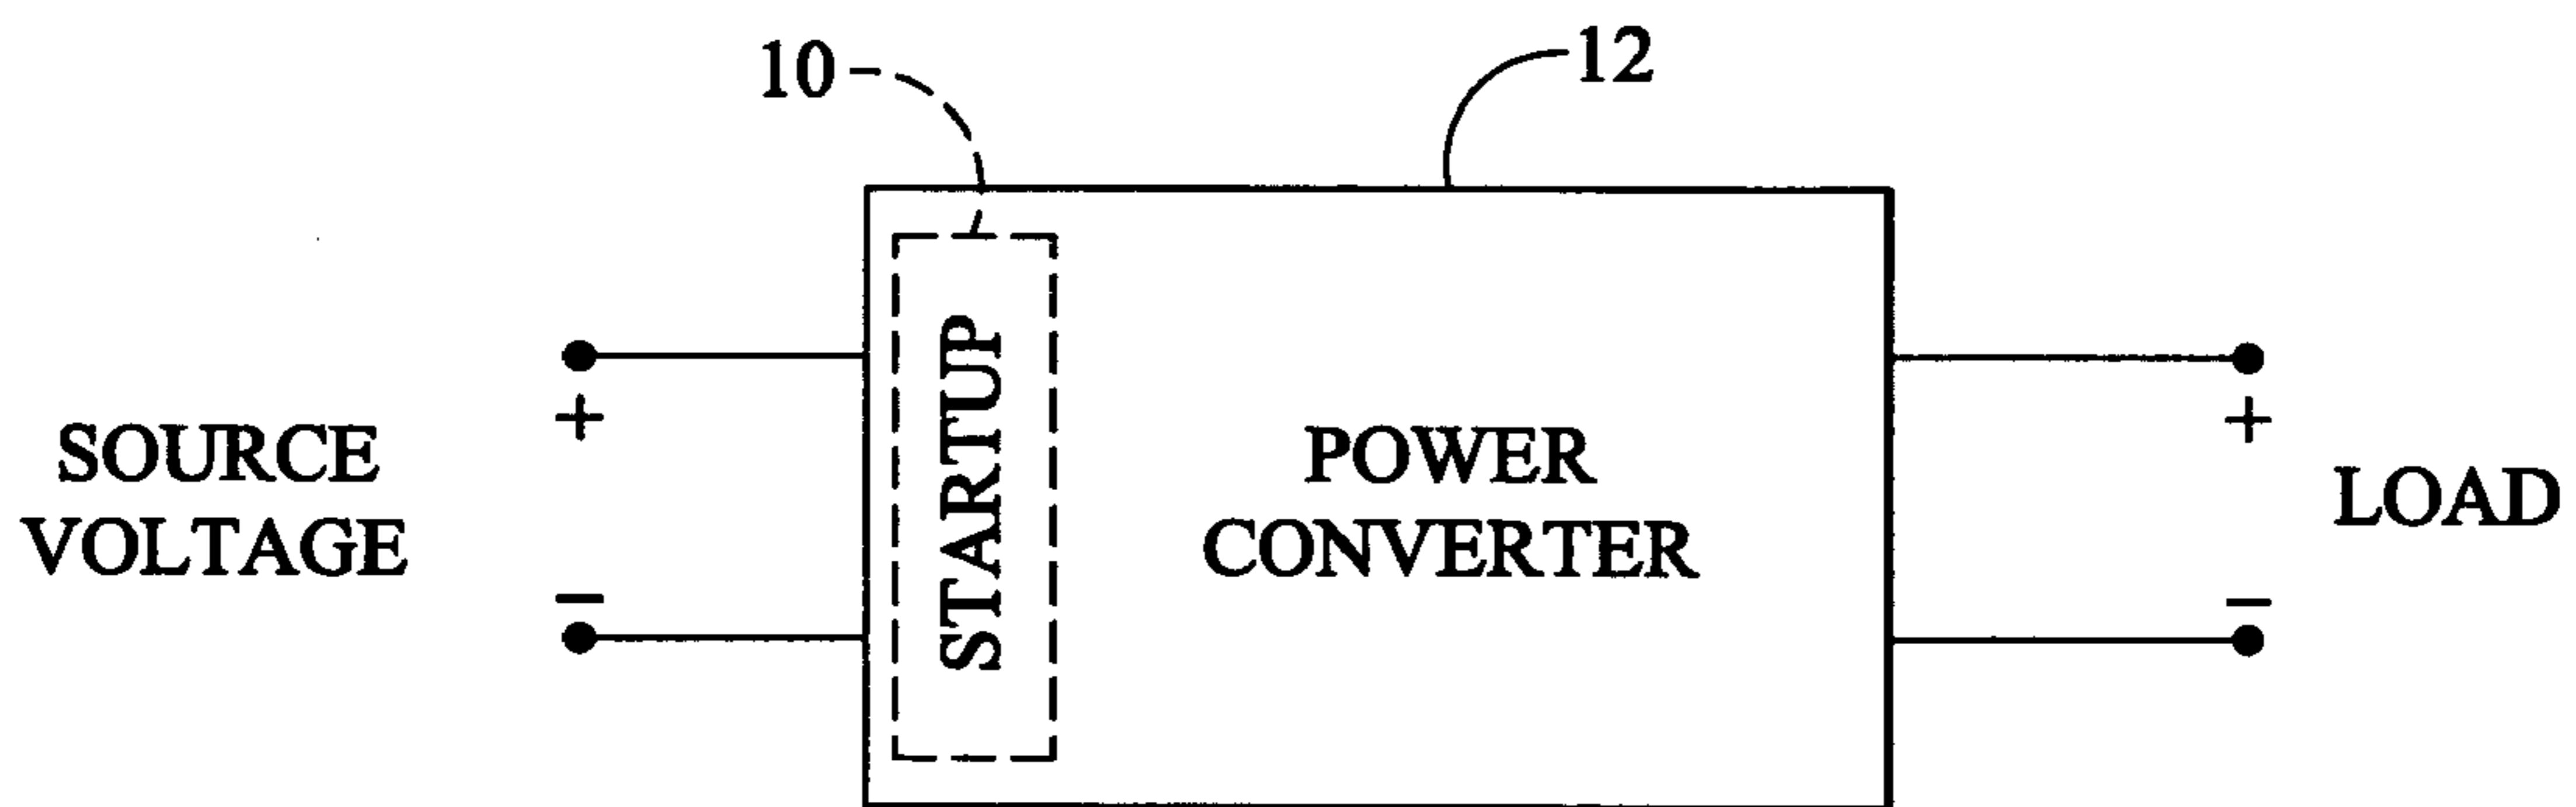 10
12
SOURCE
VOLTAGE
+
−
STARTUP
POWER
CONVERTER
+
−
LOAD